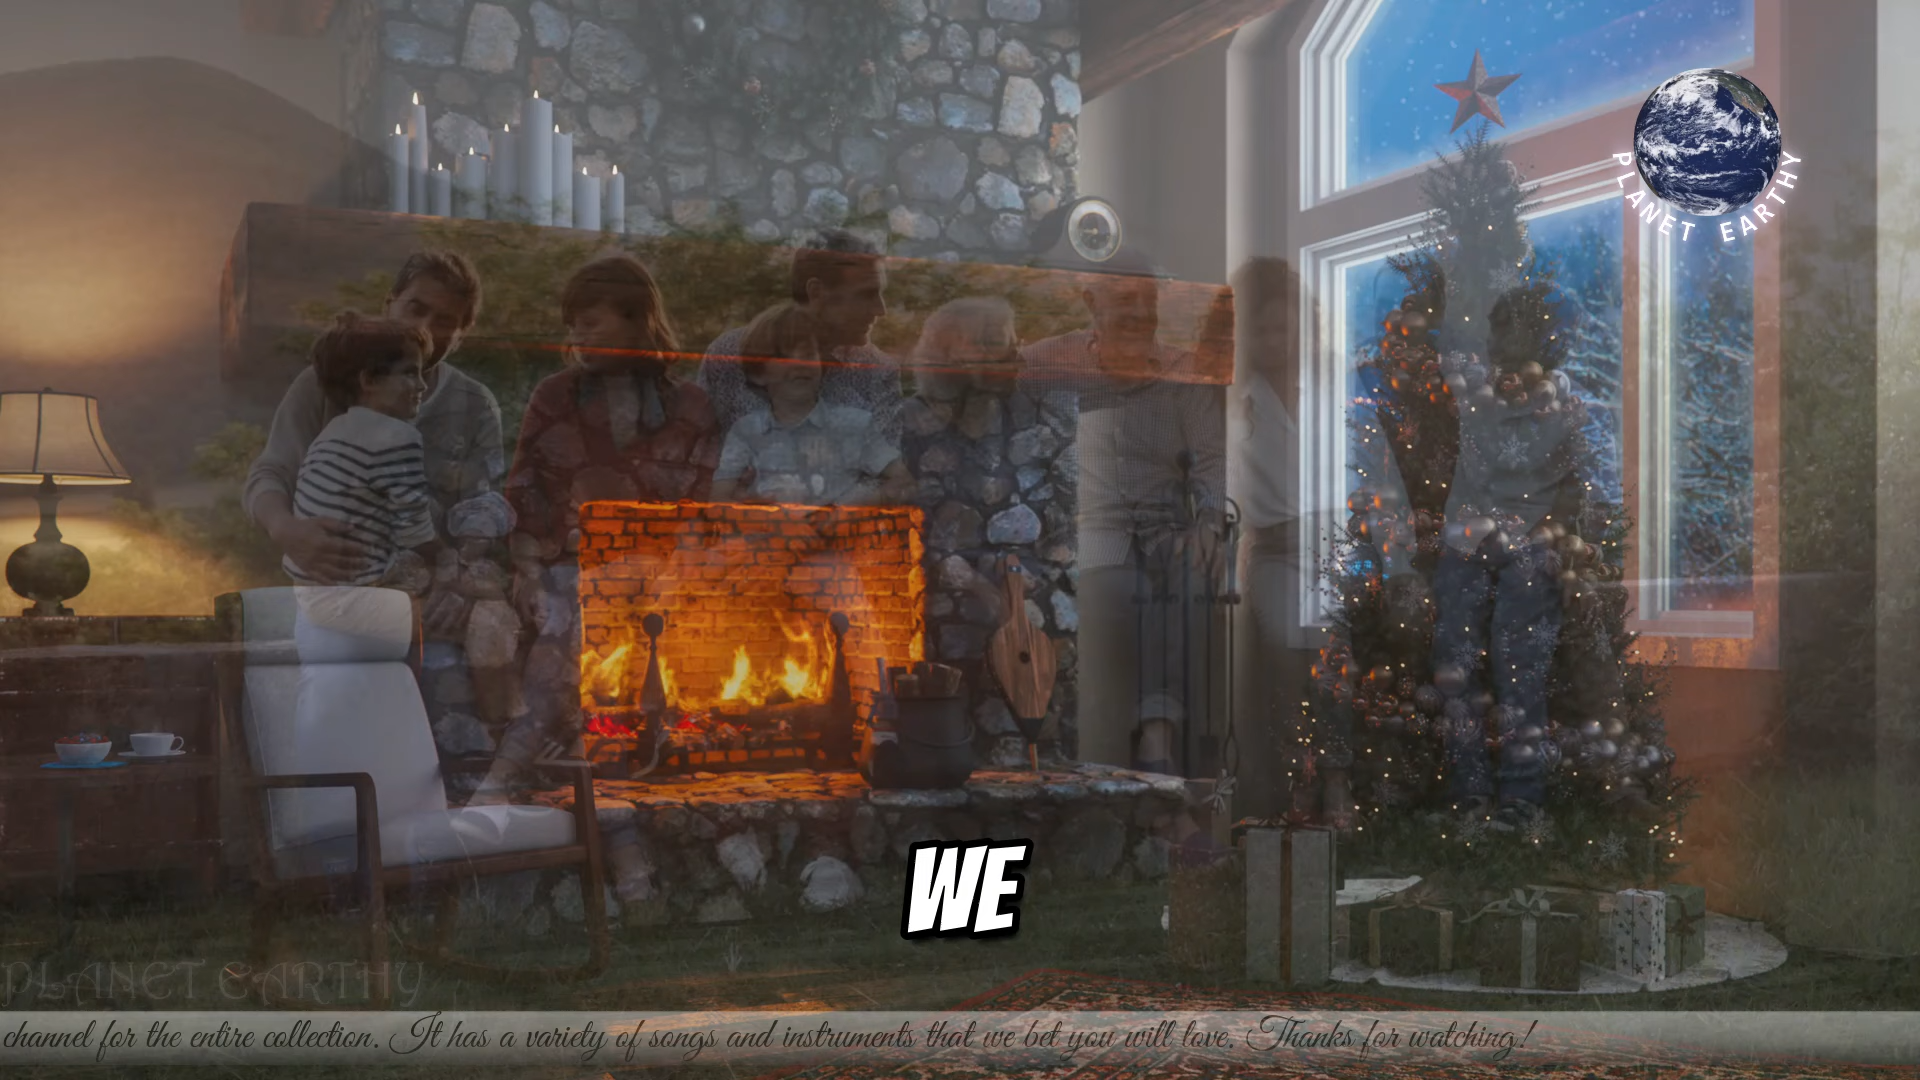 PLANET EARTHY
WE
PLANET EARTHY
channel for the entire collection. It has a variety of songs and instruments that we bet you will love. Thanks for watching!